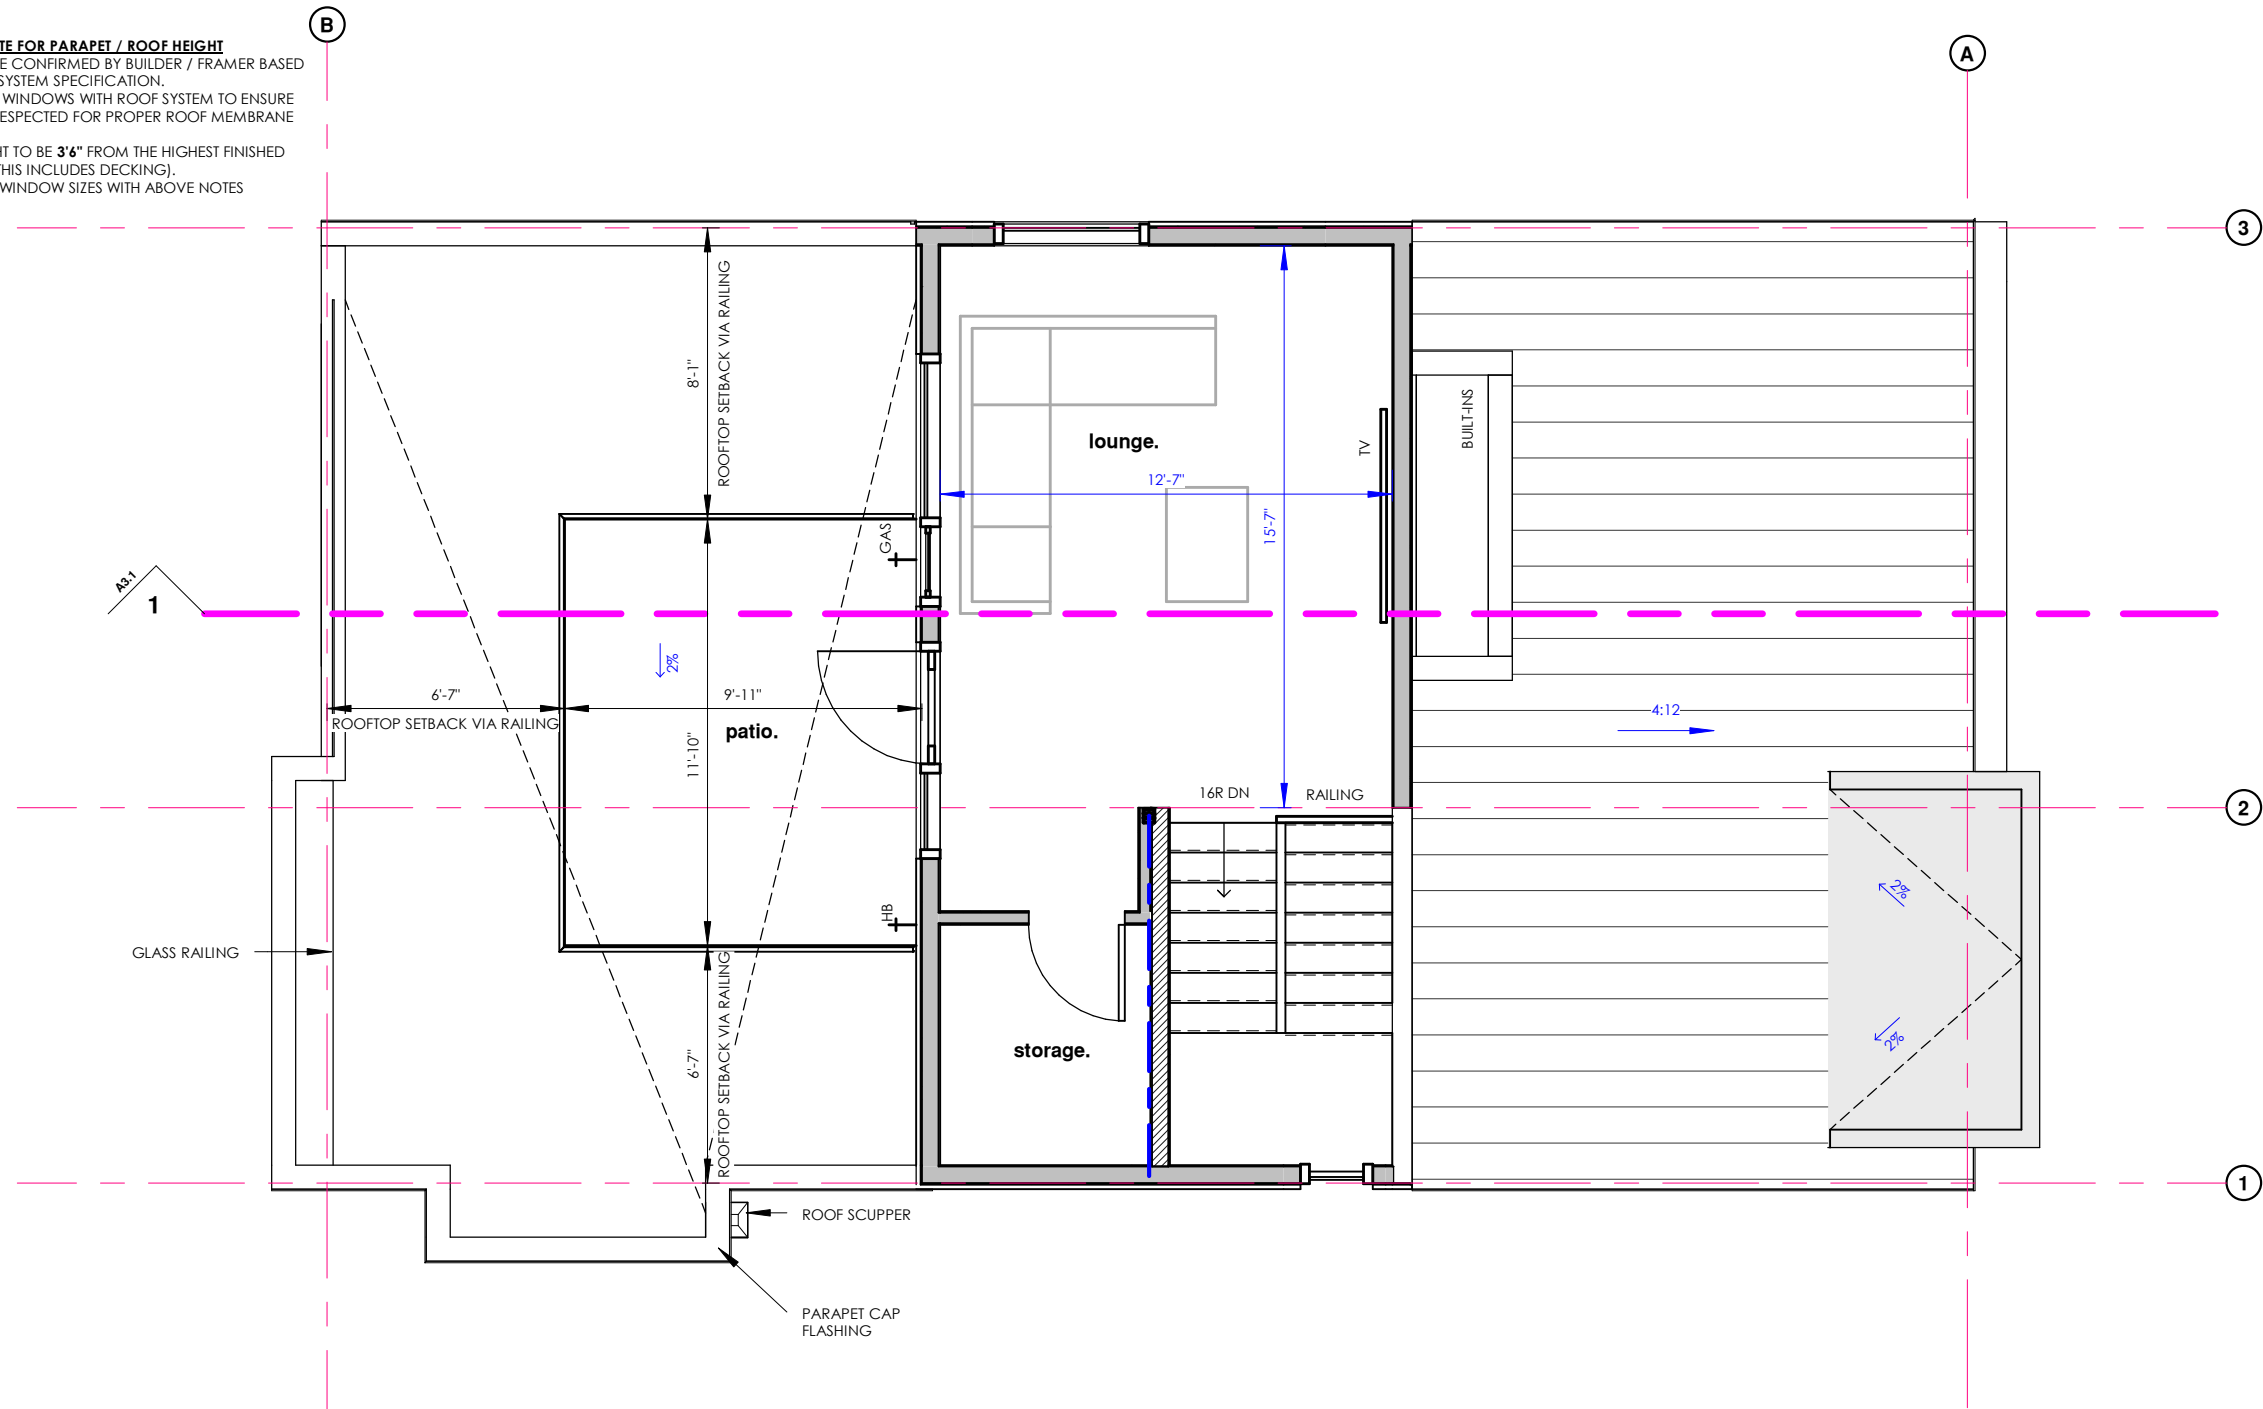 B
A
TE FOR PARAPET / ROOF HEIGHT
E CONFIRMED BY BUILDER / FRAMER BASED
SYSTEM SPECIFICATION.
WINDOWS WITH ROOF SYSTEM TO ENSURE
ESPECTED FOR PROPER ROOF MEMBRANE
HT TO BE 3'6" FROM THE HIGHEST FINISHED
THIS INCLUDES DECKING).
WINDOW SIZES WITH ABOVE NOTES
3
8'-1"
ROOFTOP SETBACK VIA RAILING
lounge.
TV
BUILT-INS
12'-7"
15'-7"
GAS
A3.1
1
2%
6'-7"
ROOFTOP SETBACK VIA RAILING
9'-11"
patio.
11'-10"
4:12
16R DN
RAILING
2
2%
HB
GLASS RAILING
6'-7"
ROOFTOP SETBACK VIA RAILING
storage.
2%
1
ROOF SCUPPER
PARAPET CAP
FLASHING